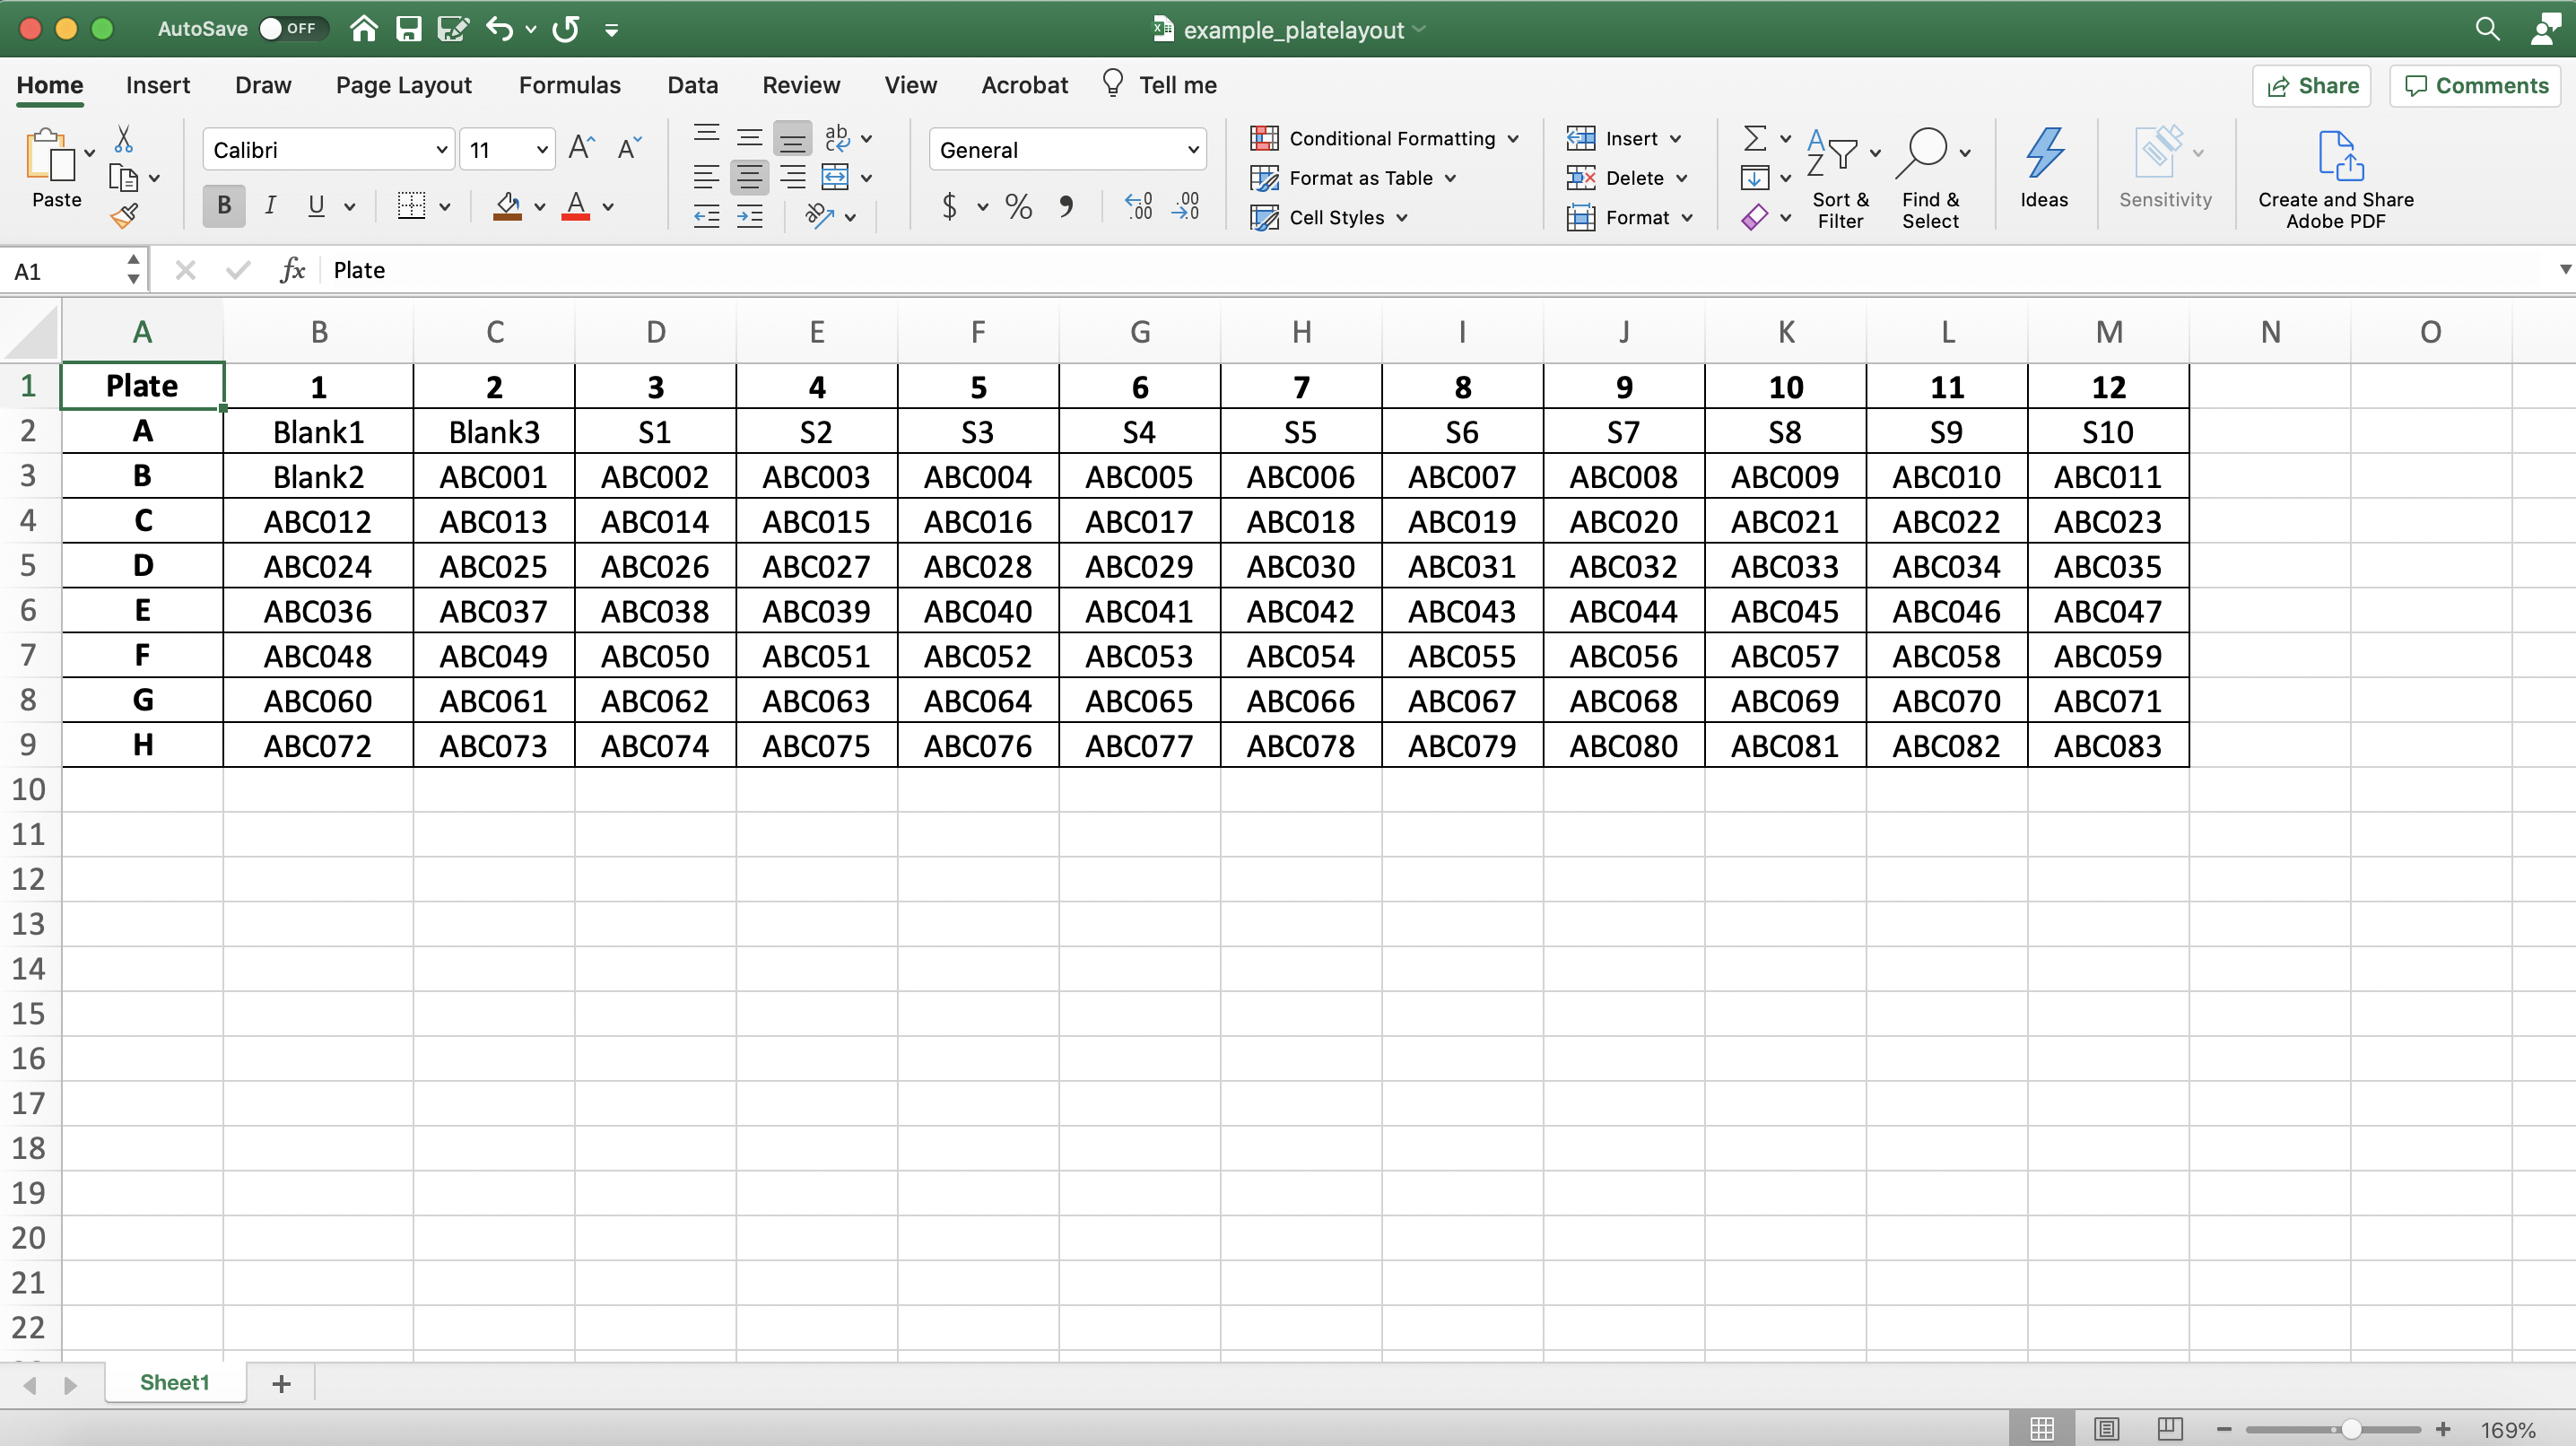 AutoSave OFF example_platelayout
Home Insert Draw Page Layout Formulas Data Review View Acrobat Tell me Share Comments
Paste Calibri 11 A^ A˅ ab General Conditional Formatting Insert Σ A Z
B I U A $ % , .00 .00 Format as Table Delete
Cell Styles Format
Sort & Filter Find & Select Ideas Sensitivity Create and Share Adobe PDF
A1 fx Plate
A B C D E F G H I J K L M N O
1 Plate 1 2 3 4 5 6 7 8 9 10 11 12
2 A Blank1 Blank3 S1 S2 S3 S4 S5 S6 S7 S8 S9 S10
3 B Blank2 ABC001 ABC002 ABC003 ABC004 ABC005 ABC006 ABC007 ABC008 ABC009 ABC010 ABC011
4 C ABC012 ABC013 ABC014 ABC015 ABC016 ABC017 ABC018 ABC019 ABC020 ABC021 ABC022 ABC023
5 D ABC024 ABC025 ABC026 ABC027 ABC028 ABC029 ABC030 ABC031 ABC032 ABC033 ABC034 ABC035
6 E ABC036 ABC037 ABC038 ABC039 ABC040 ABC041 ABC042 ABC043 ABC044 ABC045 ABC046 ABC047
7 F ABC048 ABC049 ABC050 ABC051 ABC052 ABC053 ABC054 ABC055 ABC056 ABC057 ABC058 ABC059
8 G ABC060 ABC061 ABC062 ABC063 ABC064 ABC065 ABC066 ABC067 ABC068 ABC069 ABC070 ABC071
9 H ABC072 ABC073 ABC074 ABC075 ABC076 ABC077 ABC078 ABC079 ABC080 ABC081 ABC082 ABC083
10
11
12
13
14
15
16
17
18
19
20
21
22
Sheet1 +
169%